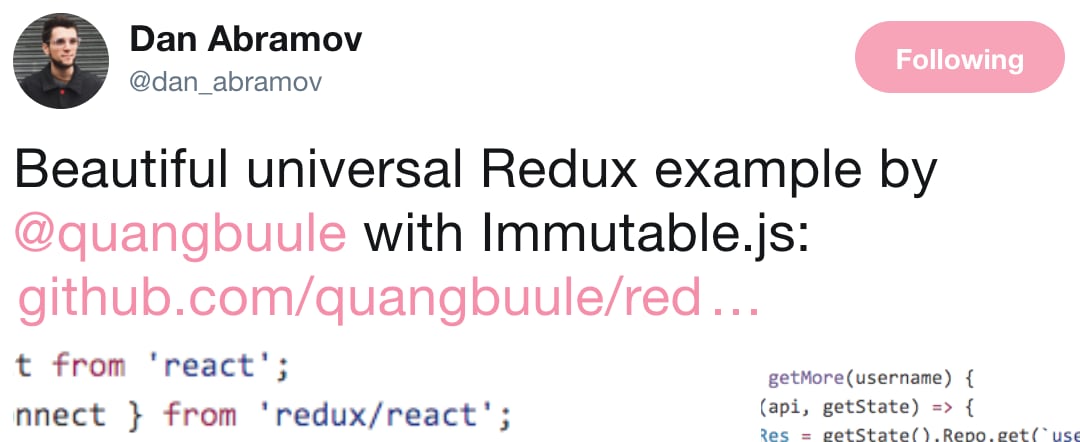 Dan Abramov
@dan_abramov
Following
Beautiful universal Redux example by
@quangbuule with Immutable.js:
github.com/quangbuule/red…
t from 'react';
nnect } from 'redux/react';
getMore(username) {
(api, getState) => {
Res = getState().Repo.get(`use